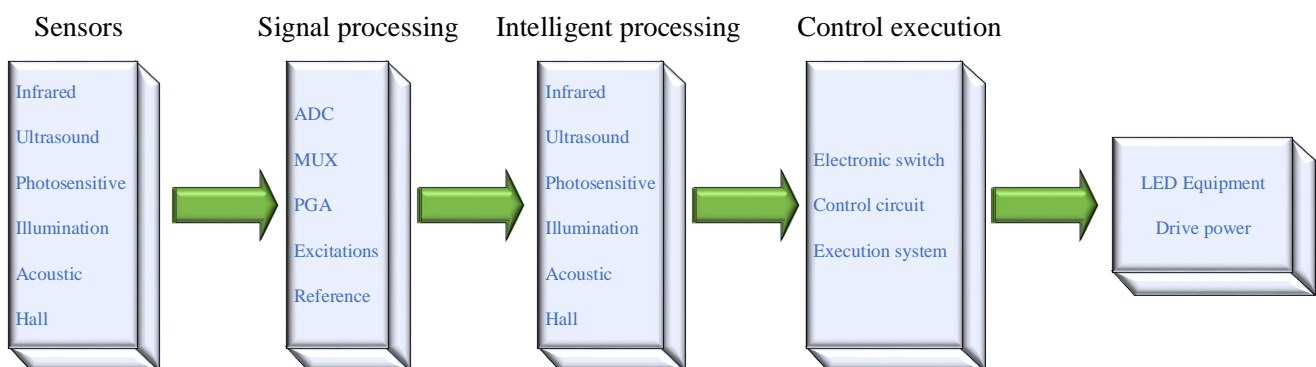 Sensors
Infrared
Ultrasound
Photosensitive
Illumination
Acoustic
Hall
Signal processing
ADC
MUX
PGA
Excitations
Reference
Intelligent processing
Infrared
Ultrasound
Photosensitive
Illumination
Acoustic
Hall
Control execution
Electronic switch
Control circuit
Execution system
LED Equipment
Drive power